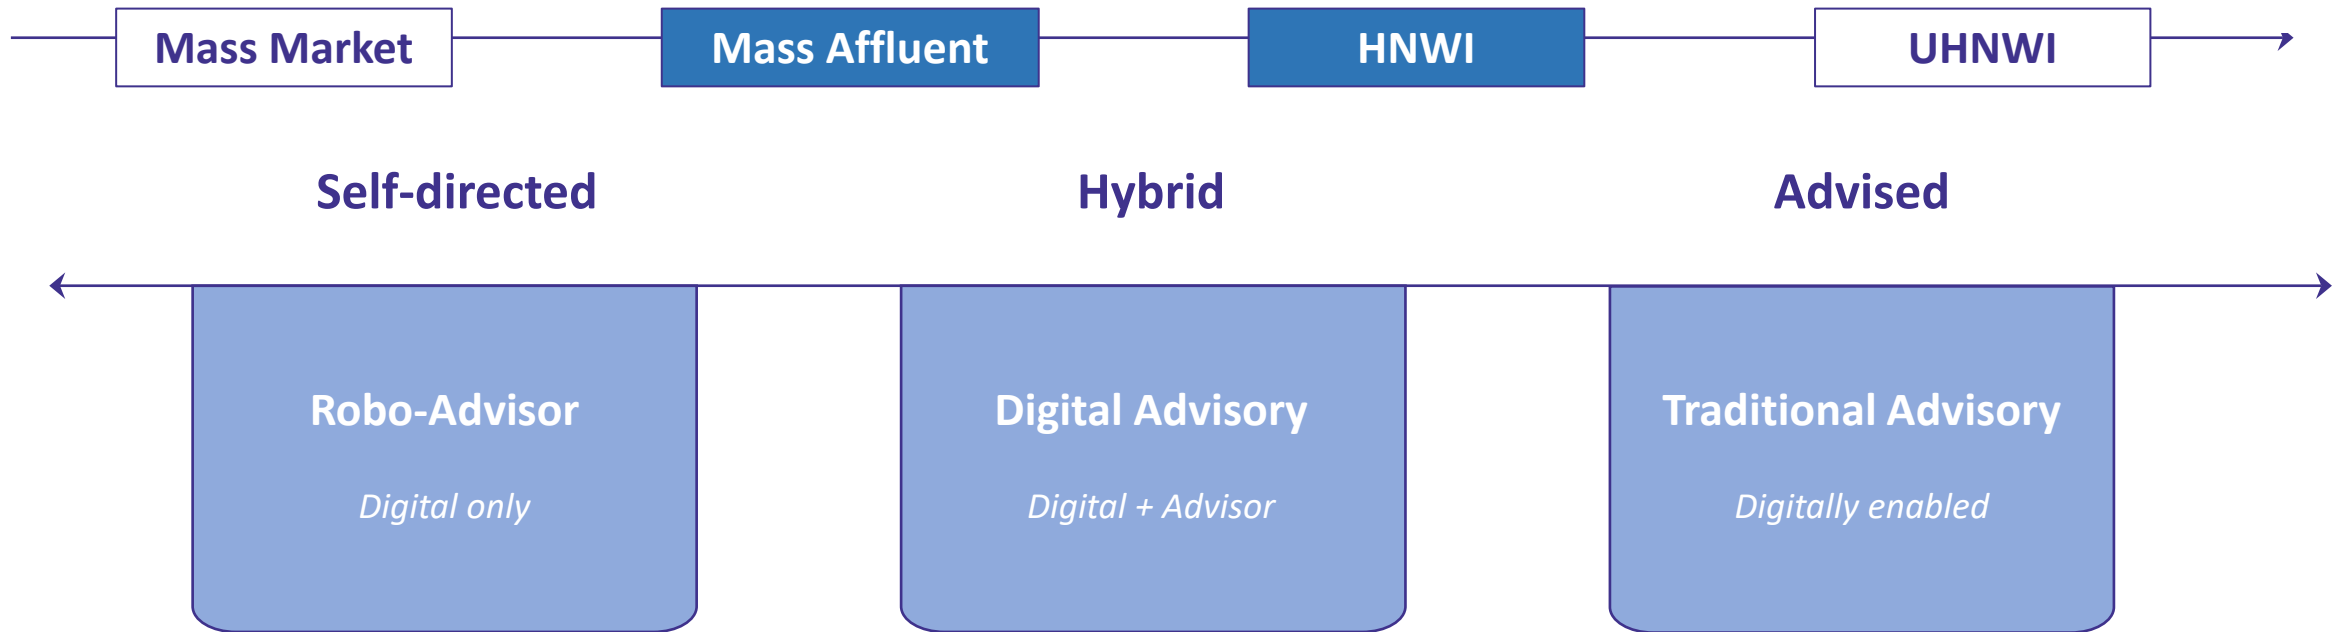 Mass Market
Mass Affluent
HNWI
UHNWI
Self-directed
Hybrid
Advised
Robo-Advisor
Digital only
Digital Advisory
Digital + Advisor
Traditional Advisory
Digitally enabled